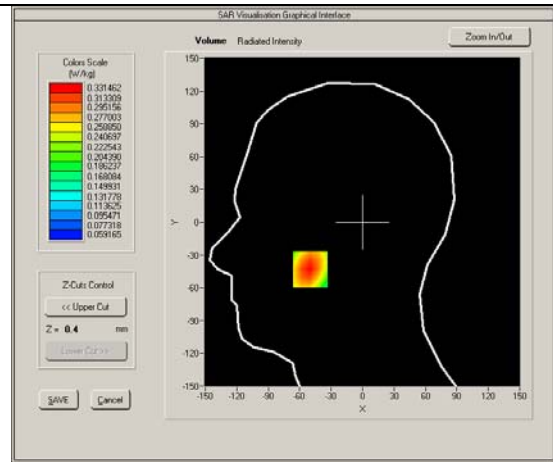 SAR Visualisation Graphical Interface
Volume Radiated Intensity
Zoom In/Out
Colors Scale
(W/kg)
0.331462
0.313309
0.295156
0.277003
0.258850
0.240697
0.222543
0.204390
0.186237
0.168084
0.149931
0.131778
0.113625
0.095471
0.077318
0.059165
Z-Cuts Control
<< Upper Cut
Z = 0.4 mm
Lower Cut >>
SAVE Cancel
150
120
90
60
30
0
-30
-60
-90
-120
-150
Y
-150 -120 -90 -60 -30 0 30 60 90 120 150
X